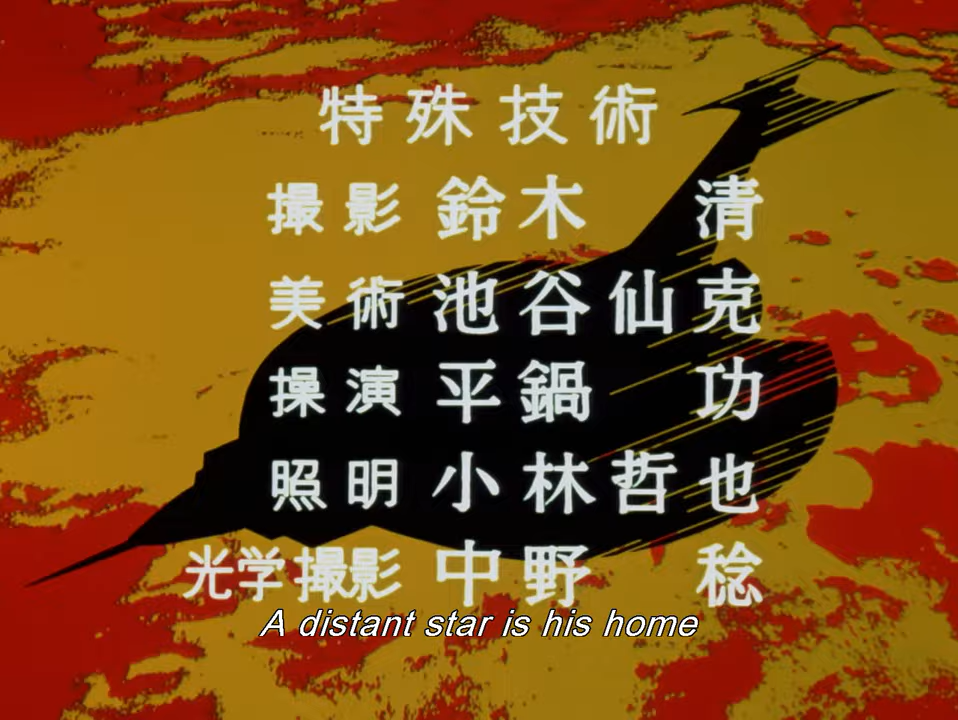 特殊技術
撮影 鈴木 清
美術 池谷仙克
操演 平鍋 功
照明 小林哲也
光学撮影 中野 稔
A distant star is his home